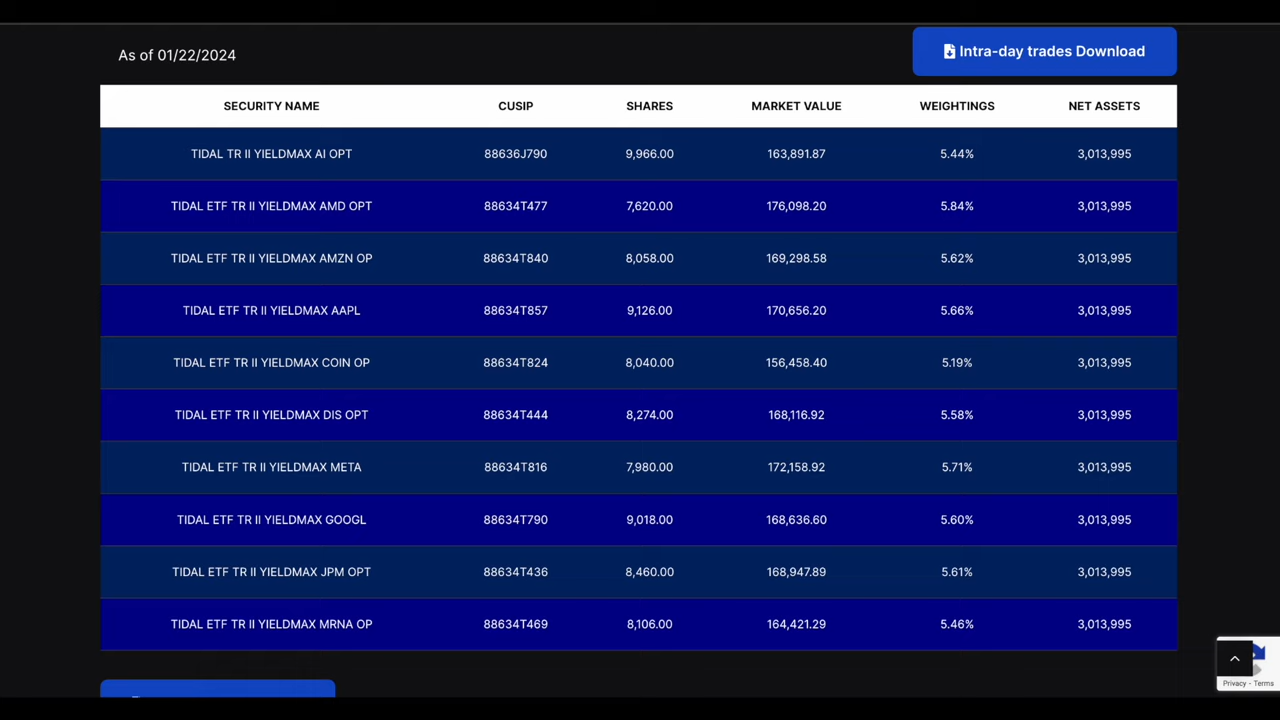 As of 01/22/2024
Intra-day trades Download
SECURITY NAME CUSIP SHARES MARKET VALUE WEIGHTINGS NET ASSETS
TIDAL TR II YIELDMAX AI OPT 88636J790 9,966.00 163,891.87 5.44% 3,013,995
TIDAL ETF TR II YIELDMAX AMD OPT 88634T477 7,620.00 176,098.20 5.84% 3,013,995
TIDAL ETF TR II YIELDMAX AMZN OP 88634T840 8,058.00 169,298.58 5.62% 3,013,995
TIDAL ETF TR II YIELDMAX AAPL 88634T857 9,126.00 170,656.20 5.66% 3,013,995
TIDAL ETF TR II YIELDMAX COIN OP 88634T824 8,040.00 156,458.40 5.19% 3,013,995
TIDAL ETF TR II YIELDMAX DIS OPT 88634T444 8,274.00 168,116.92 5.58% 3,013,995
TIDAL ETF TR II YIELDMAX META 88634T816 7,980.00 172,158.92 5.71% 3,013,995
TIDAL ETF TR II YIELDMAX GOOGL 88634T790 9,018.00 168,636.60 5.60% 3,013,995
TIDAL ETF TR II YIELDMAX JPM OPT 88634T436 8,460.00 168,947.89 5.61% 3,013,995
TIDAL ETF TR II YIELDMAX MRNA OP 88634T469 8,106.00 164,421.29 5.46% 3,013,995
Privacy - Terms